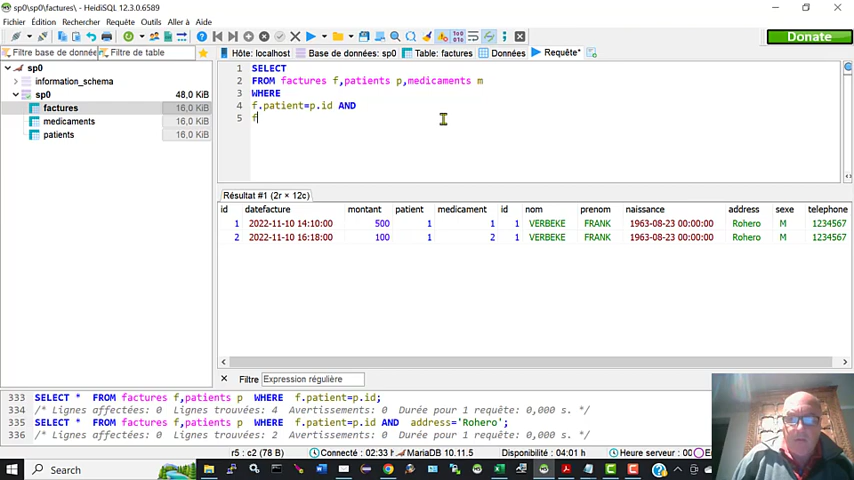 sp0\sp0\factures\ - HeidiSQL 12.3.0.6589
Fichier Édition Rechercher Requête Outils Aller à Aide
Donate
Filtre base de donnée Filtre de table
Hôte: localhost Base de données: sp0 Table: factures Données Requête*
sp0
information_schema
sp0 48,0 KiB
factures 16,0 KiB
medicaments 16,0 KiB
patients 16,0 KiB
1 SELECT
2 FROM factures f,patients p,medicaments m
3 WHERE
4 f.patient=p.id AND
5 f
Résultat #1 (2r × 12c)
id datefacture montant patient medicament id nom prenom naissance address sexe telephone
1 2022-11-10 14:10:00 500 1 1 1 VERBEKE FRANK 1963-08-23 00:00:00 Rohero M 1234567
2 2022-11-10 16:18:00 100 1 2 1 VERBEKE FRANK 1963-08-23 00:00:00 Rohero M 1234567
Filtre Expression régulière
333 SELECT * FROM factures f,patients p WHERE f.patient=p.id;
334 /* Lignes affectées: 0 Lignes trouvées: 4 Avertissements: 0 Durée pour 1 requête: 0,000 s. */
335 SELECT * FROM factures f,patients p WHERE f.patient=p.id AND address='Rohero';
336 /* Lignes affectées: 0 Lignes trouvées: 2 Avertissements: 0 Durée pour 1 requête: 0,000 s. */
r5 : c2 (78 B) Connecté : 02:33 MariaDB 10.11.5 Disponibilité : 04:01 h Heure serveur : 00
Search